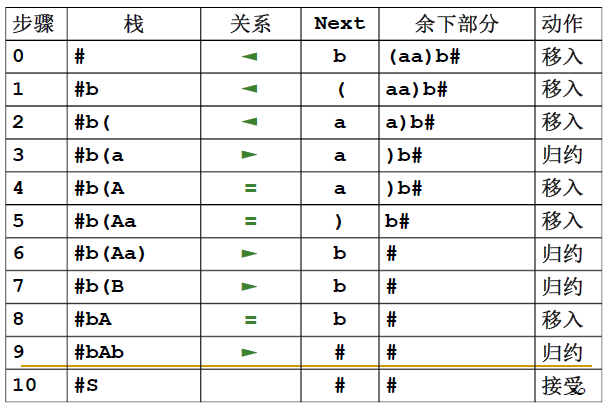 步骤 栈 关系 Next 余下部分 动作
0 # ◄ b (aa)b# 移入
1 #b ◄ ( aa)b# 移入
2 #b( ◄ a a)b# 移入
3 #b(a ► a )b# 归约
4 #b(A = a )b# 移入
5 #b(Aa = ) b# 移入
6 #b(Aa) ► b # 归约
7 #b(B ► b # 归约
8 #bA = b # 移入
9 #bAb ► # # 归约
10 #S # # 接受